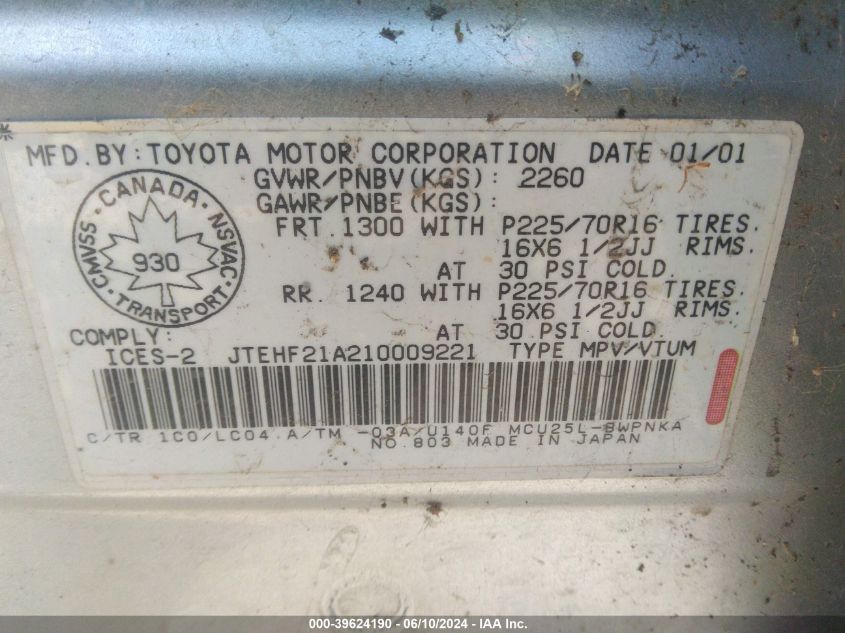 MFD. BY: TOYOTA MOTOR CORPORATION DATE 01/01
GVWR/PNBV(KGS): 2260
GAWR/PNBE(KGS):
FRT. 1300 WITH P225/70R16 TIRES.
16X6 1/2JJ RIMS.
AT 30 PSI COLD.
RR. 1240 WITH P225/70R16 TIRES.
16X6 1/2JJ RIMS.
AT 30 PSI COLD.
CANADA
CMVSS
NSVAC
930
TRANSPORT
COMPLY:
ICES-2 JTEHF21A210009221 TYPE MPV/VTUM
C/TR 1C0/LC04 A/TM -03A/U140F MCU25L-BWPNKA
NO.803 MADE IN JAPAN
000-39624190 - 06/10/2024 - IAA Inc.